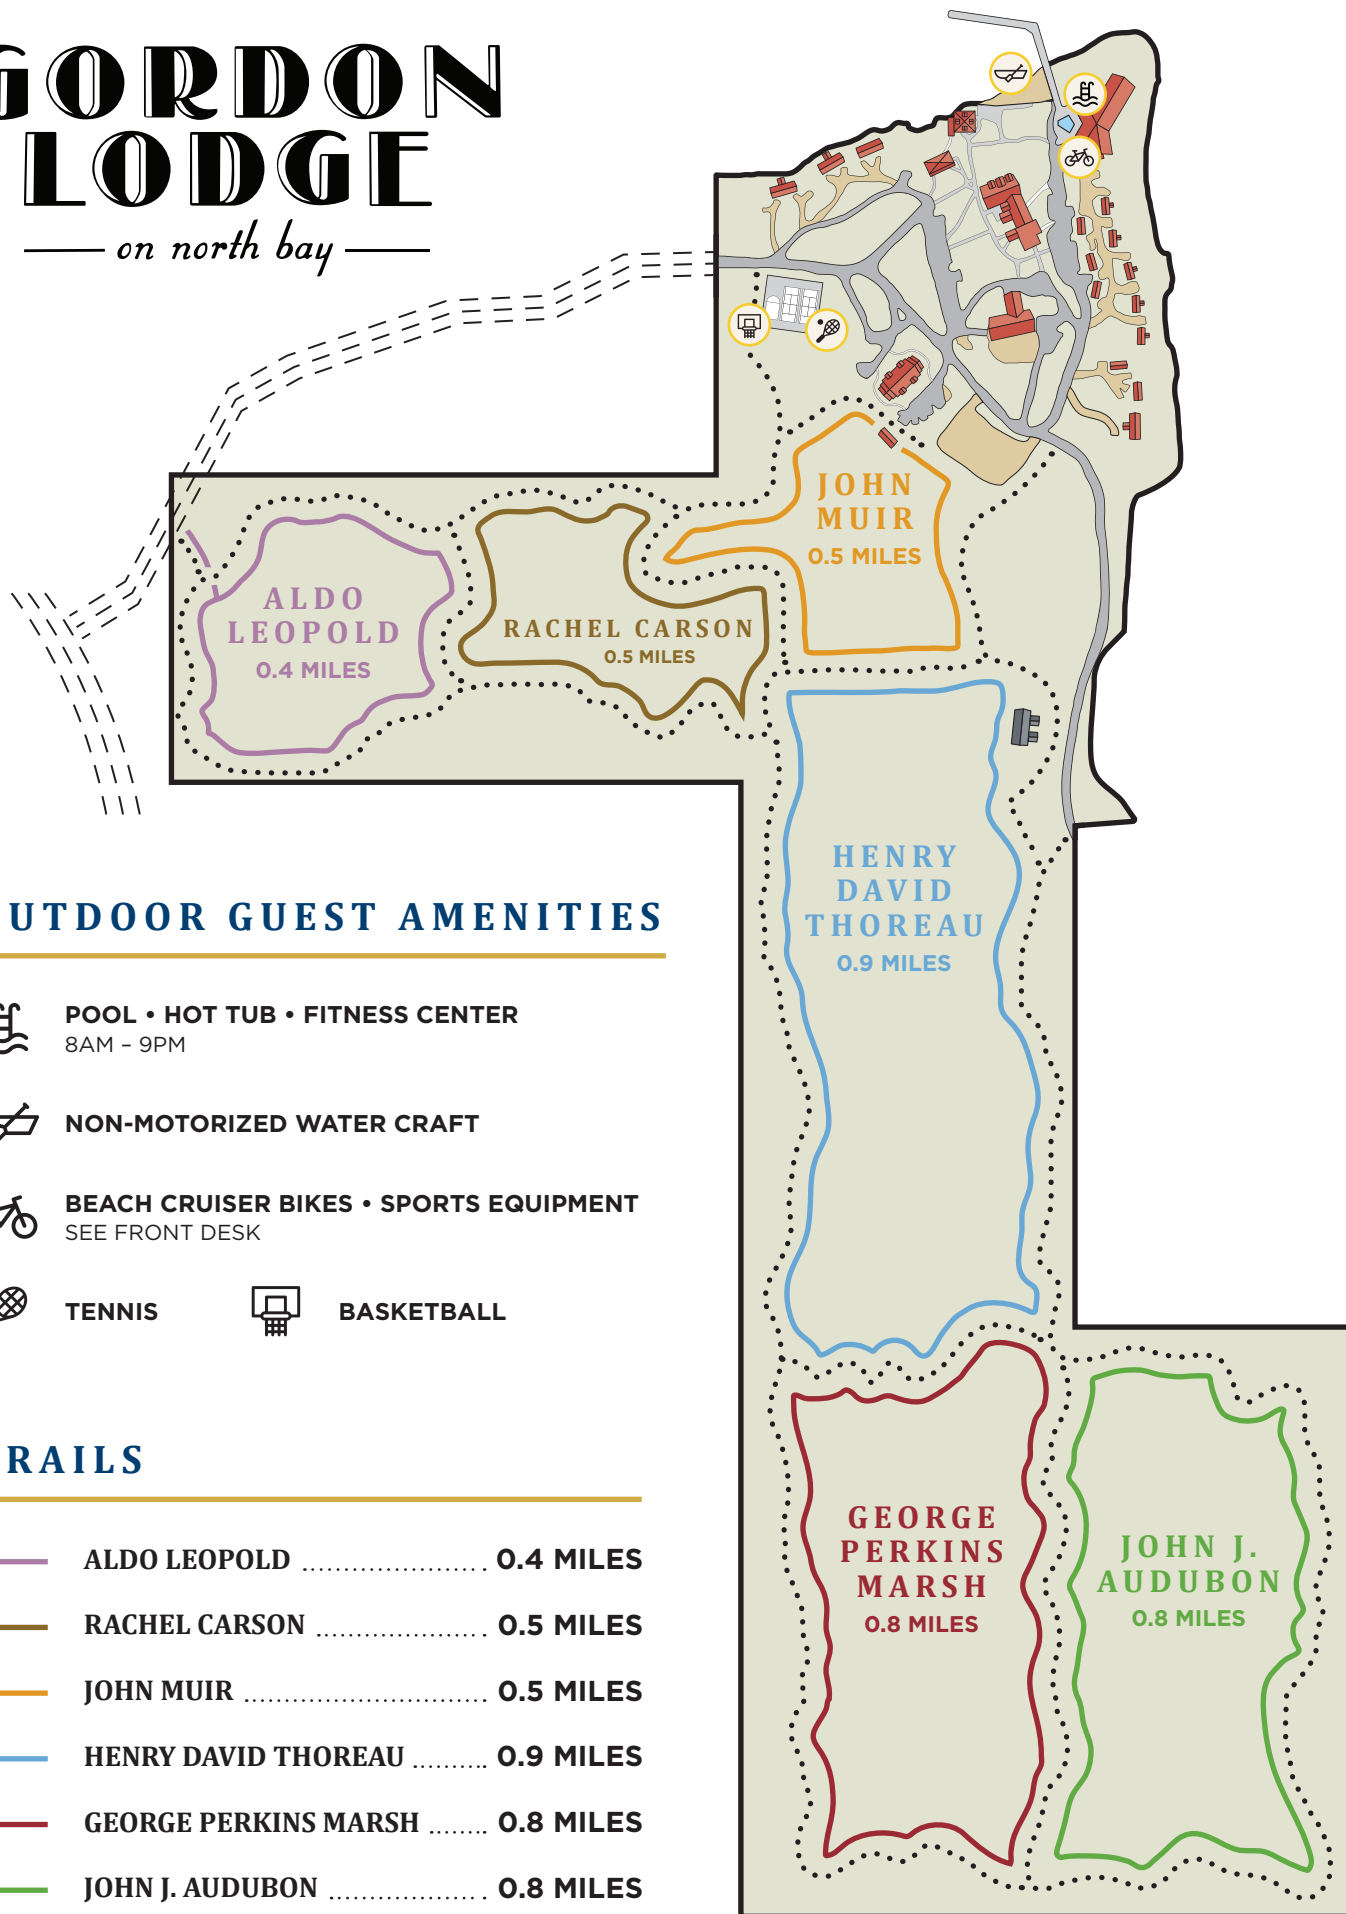 GORDON
LODGE
on north bay
JOHN
MUIR
0.5 MILES
ALDO
LEOPOLD
0.4 MILES
RACHEL CARSON
0.5 MILES
HENRY
DAVID
THOREAU
0.9 MILES
UTDOOR GUEST AMENITIES
POOL • HOT TUB • FITNESS CENTER
8AM – 9PM
NON-MOTORIZED WATER CRAFT
BEACH CRUISER BIKES • SPORTS EQUIPMENT
SEE FRONT DESK
TENNIS
BASKETBALL
RAILS
ALDO LEOPOLD ........................ 0.4 MILES
RACHEL CARSON ...................... 0.5 MILES
JOHN MUIR ............................... 0.5 MILES
HENRY DAVID THOREAU ......... 0.9 MILES
GEORGE PERKINS MARSH ....... 0.8 MILES
JOHN J. AUDUBON .................... 0.8 MILES
GEORGE
PERKINS
MARSH
0.8 MILES
JOHN J.
AUDUBON
0.8 MILES